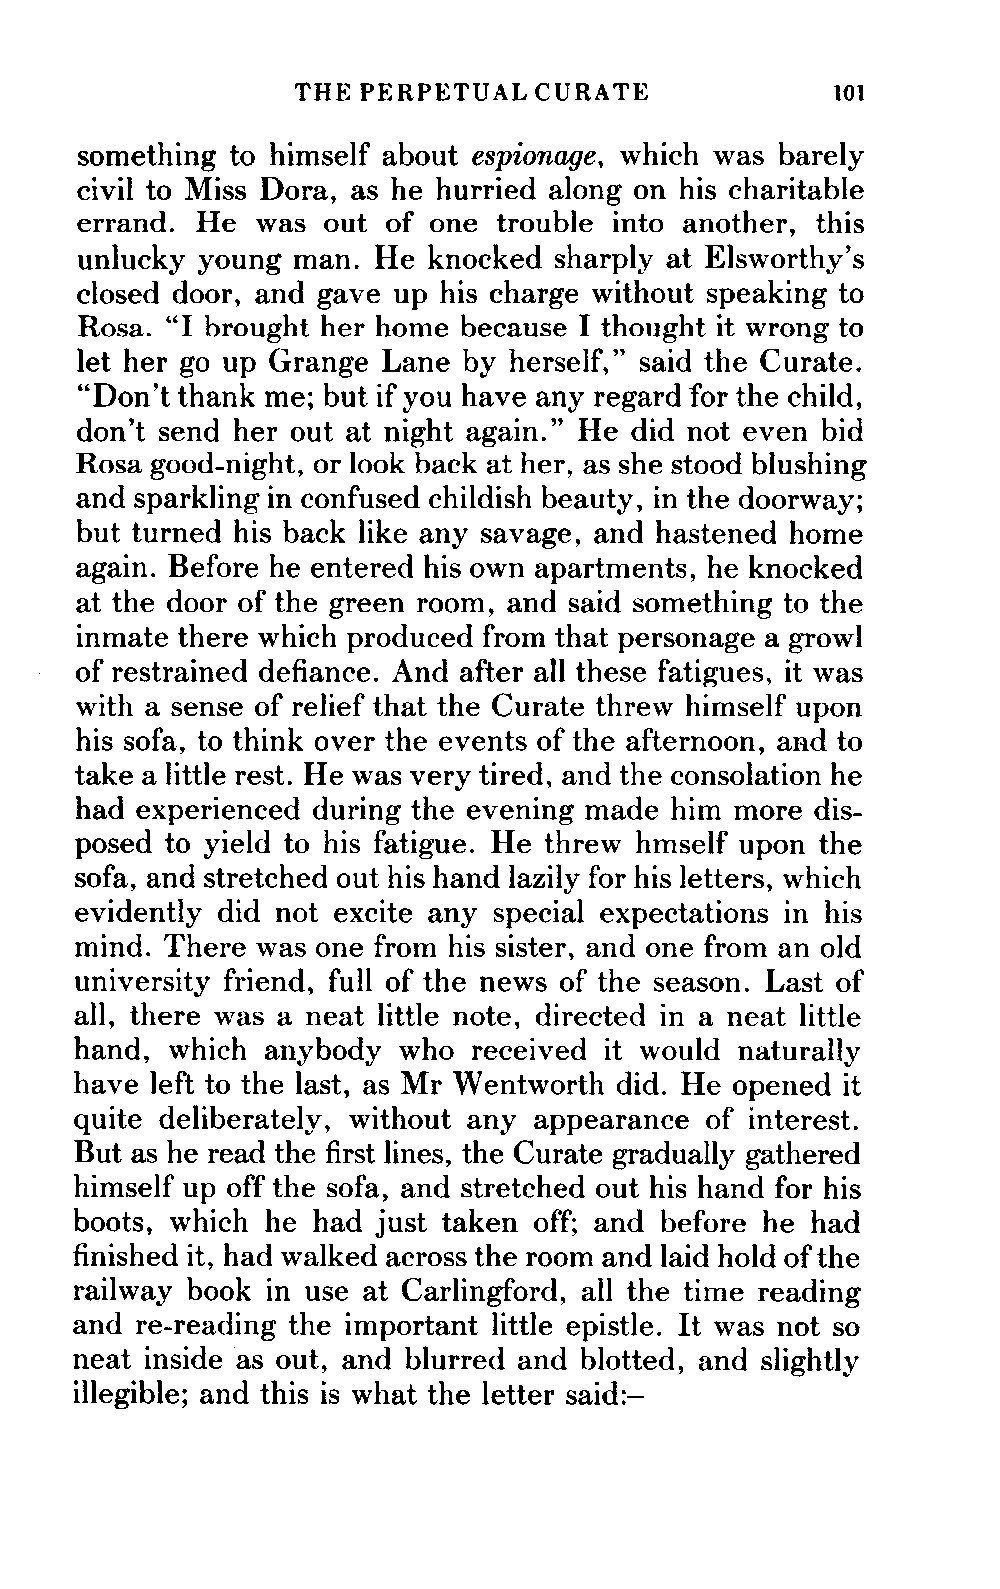 THE PERPETUAL CURATE 101
something to himself about espionage, which was barely
civil to Miss Dora, as he hurried along on his charitable
errand. He was out of one trouble into another, this
unlucky young man. He knocked sharply at Elsworthy's
closed door, and gave up his charge without speaking to
Rosa. “I brought her home because I thought it wrong to
let her go up Grange Lane by herself,” said the Curate.
“Don't thank me; but if you have any regard for the child,
don't send her out at night again.” He did not even bid
Rosa good-night, or look back at her, as she stood blushing
and sparkling in confused childish beauty, in the doorway;
but turned his back like any savage, and hastened home
again. Before he entered his own apartments, he knocked
at the door of the green room, and said something to the
inmate there which produced from that personage a growl
of restrained defiance. And after all these fatigues, it was
with a sense of relief that the Curate threw himself upon
his sofa, to think over the events of the afternoon, and to
take a little rest. He was very tired, and the consolation he
had experienced during the evening made him more dis-
posed to yield to his fatigue. He threw hmself upon the
sofa, and stretched out his hand lazily for his letters, which
evidently did not excite any special expectations in his
mind. There was one from his sister, and one from an old
university friend, full of the news of the season. Last of
all, there was a neat little note, directed in a neat little
hand, which anybody who received it would naturally
have left to the last, as Mr Wentworth did. He opened it
quite deliberately, without any appearance of interest.
But as he read the first lines, the Curate gradually gathered
himself up off the sofa, and stretched out his hand for his
boots, which he had just taken off; and before he had
finished it, had walked across the room and laid hold of the
railway book in use at Carlingford, all the time reading
and re-reading the important little epistle. It was not so
neat inside as out, and blurred and blotted, and slightly
illegible; and this is what the letter said:–